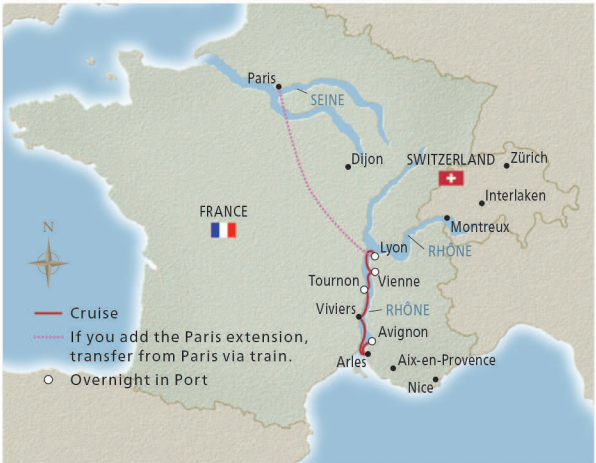 Paris
SEINE
Dijon
SWITZERLAND
Zürich
Interlaken
FRANCE
Montreux
Lyon
RHÔNE
N
Tournon
Vienne
Viviers
RHÔNE
Cruise
If you add the Paris extension,
transfer from Paris via train.
Avignon
Arles
Aix-en-Provence
Overnight in Port
Nice